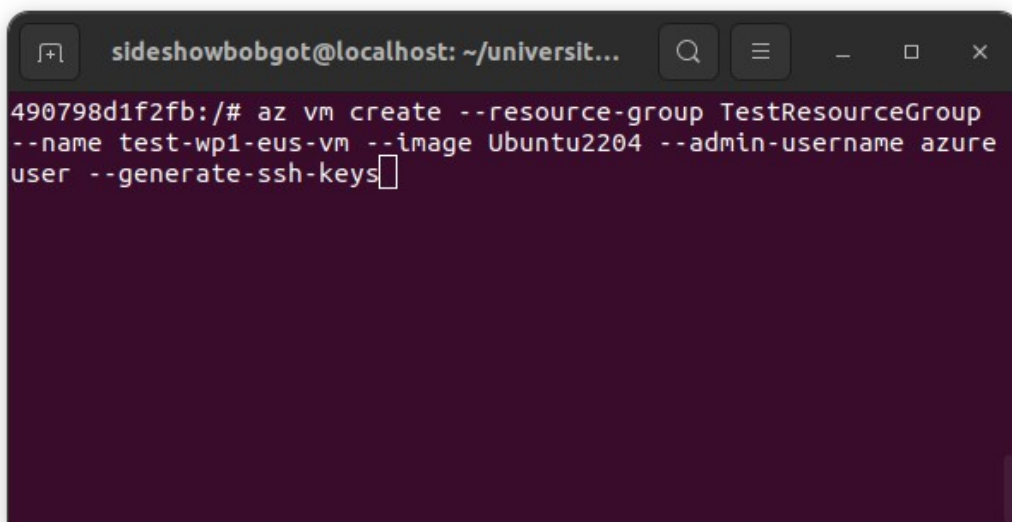 sideshowbobgot@localhost: ~/universit...
490798d1f2fb:/# az vm create --resource-group TestResourceGroup
--name test-wp1-eus-vm --image Ubuntu2204 --admin-username azure
user --generate-ssh-keys